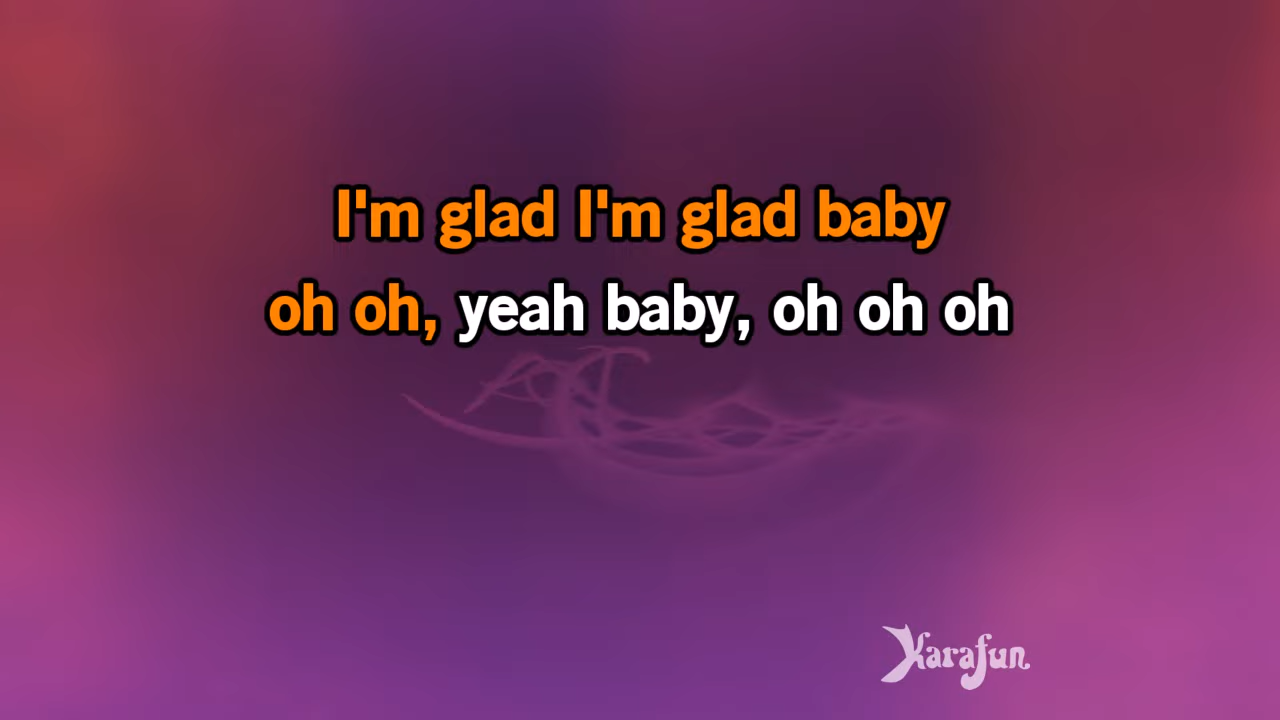 I'm glad I'm glad baby
oh oh, yeah baby, oh oh oh
Karafun